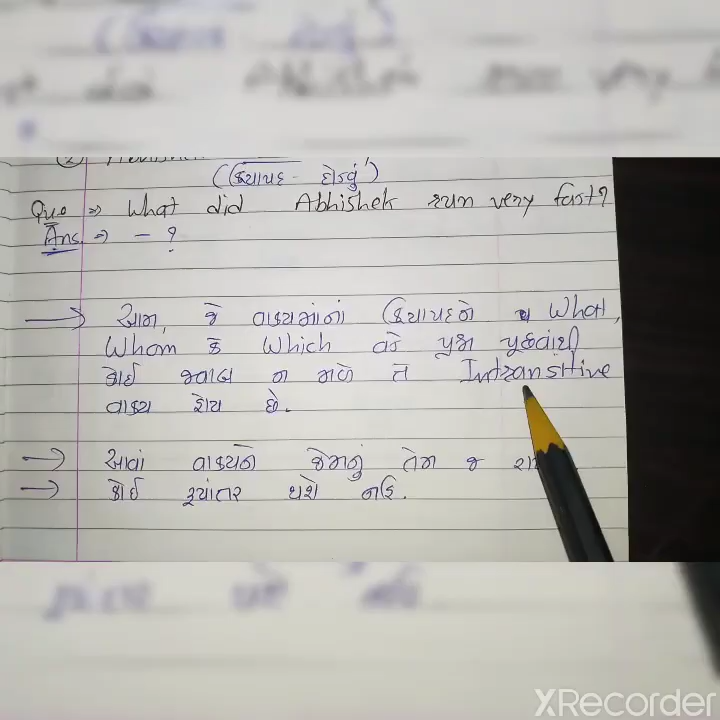 (ક્રિયાપદ - દોડવું)
Que ⇒ What did Abhishek run very fast?
Ans ⇒ - ?
→ આમ, જે વાક્યમાંનાં ક્રિયાપદને What,
Whom કે Which વડે પ્રશ્ન પૂછવાથી
કોઈ જવાબ ન મળે તે Intransitive
વાક્ય હોય છે.
→ આવાં વાક્યને જેમનું તેમ જ
→ કોઈ રૂપાંતર થશે નહિ.
XRecorder